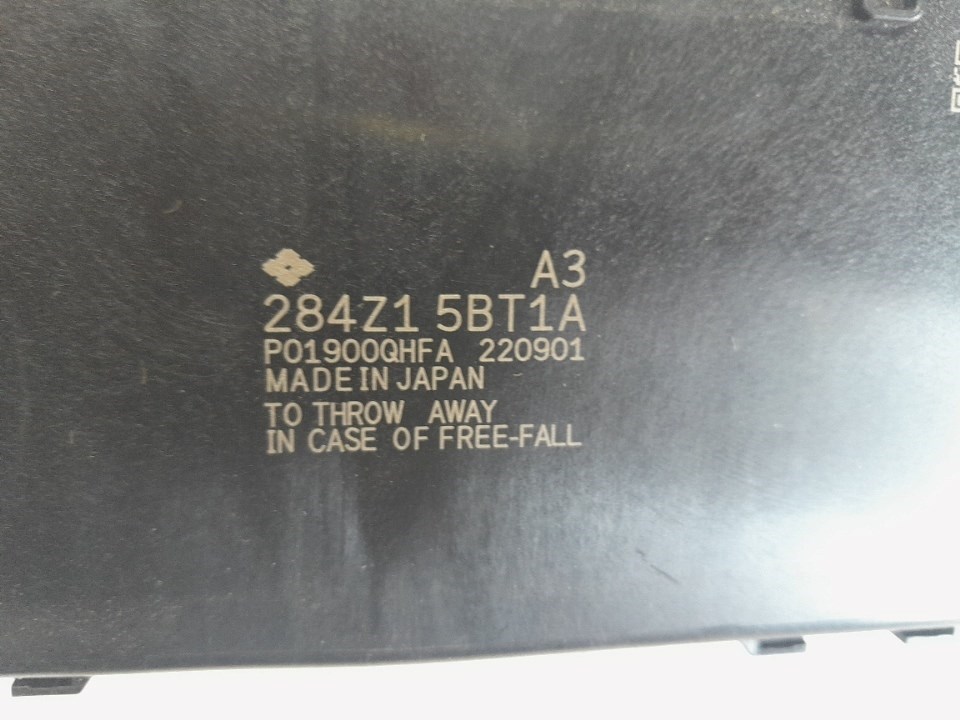 A3
284Z1 5BT1A
P01900QHFA 220901
MADE IN JAPAN
TO THROW AWAY
IN CASE OF FREE-FALL